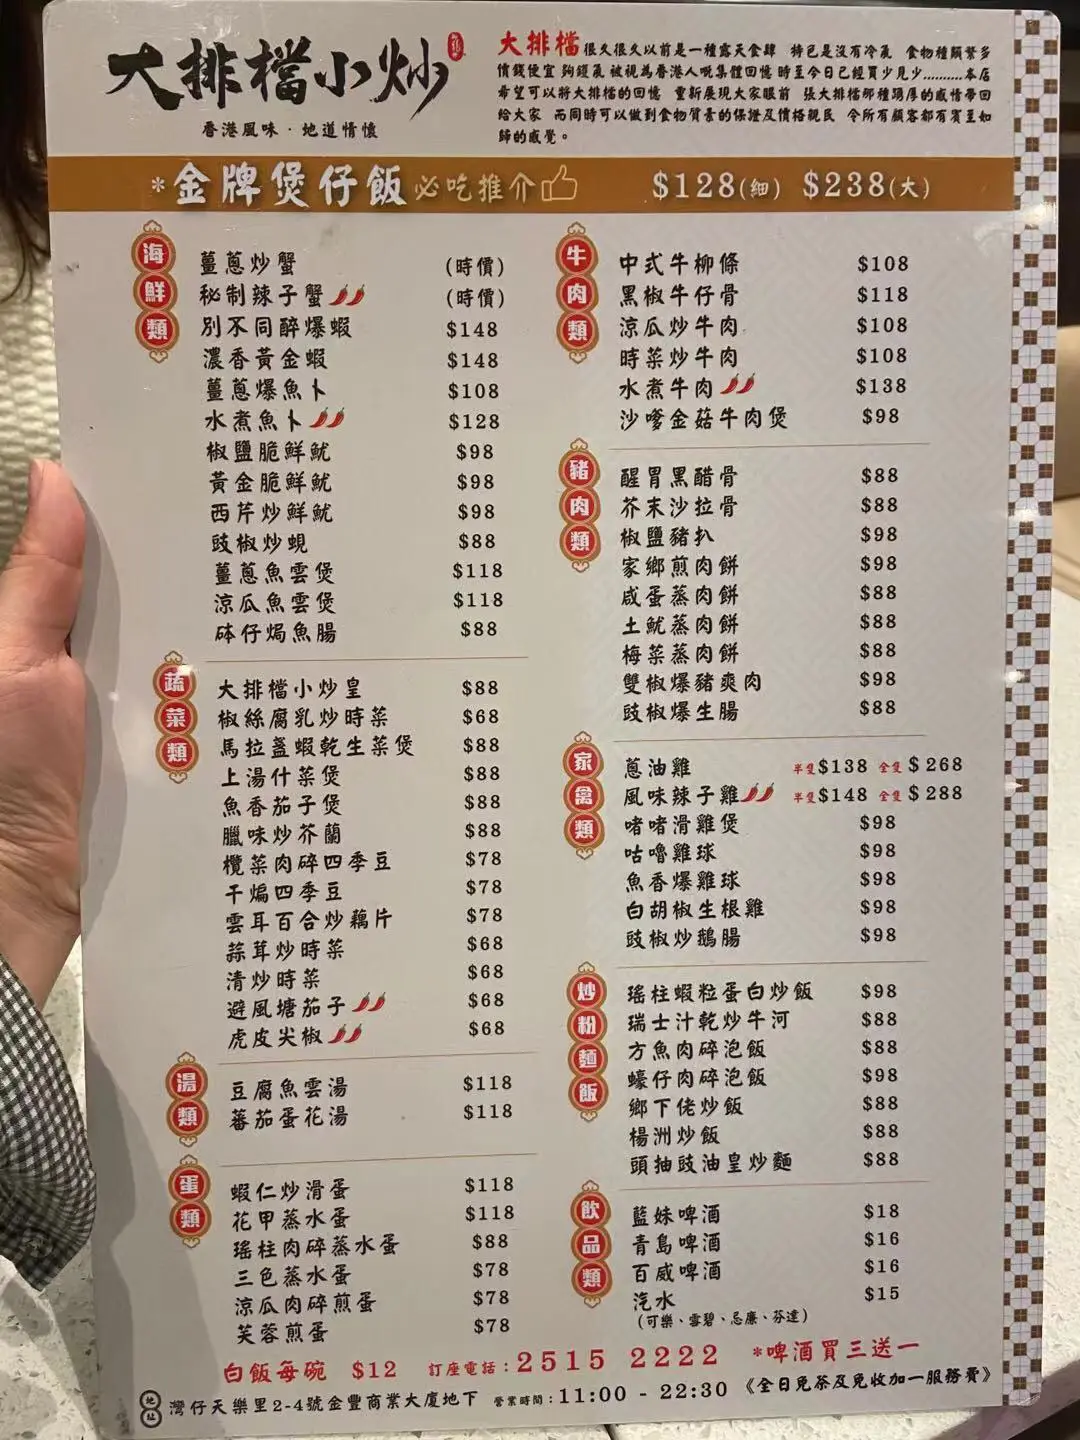 大排檔小炒
香港風味·地道情懷
大排檔 很久很久以前是一種露天食肆 特色是沒有冷氣 食物種類繁多
價錢便宜 夠鑊氣 被視為香港人嘅集體回憶 時至今日已經買少見少..........本店
希望可以將大排檔的回憶 重新展現大家眼前 張大排檔那種踴厚的感情帶回
給大家 而同時可以做到食物質素的保證及價格親民 令所有顧客都有賓至如
歸的感覺。
*金牌煲仔飯 必吃推介 $128(細) $238(大)
海鮮類
薑蔥炒蟹 (時價)
秘制辣子蟹 (時價)
別不同醉爆蝦 $148
濃香黃金蝦 $148
薑蔥爆魚卜 $108
水煮魚卜 $128
椒鹽脆鮮魷 $98
黃金脆鮮魷 $98
西芹炒鮮魷 $98
豉椒炒蜆 $88
薑蔥魚雲煲 $118
涼瓜魚雲煲 $118
砵仔焗魚腸 $88
蔬菜類
大排檔小炒皇 $88
椒絲腐乳炒時菜 $68
馬拉盞蝦乾生菜煲 $88
上湯什菜煲 $88
魚香茄子煲 $88
臘味炒芥蘭 $88
欖菜肉碎四季豆 $78
干煸四季豆 $78
雲耳百合炒藕片 $78
蒜茸炒時菜 $68
清炒時菜 $68
避風塘茄子 $68
虎皮尖椒 $68
湯類
豆腐魚雲湯 $118
蕃茄蛋花湯 $118
蛋類
蝦仁炒滑蛋 $118
花甲蒸水蛋 $118
瑤柱肉碎蒸水蛋 $88
三色蒸水蛋 $78
涼瓜肉碎煎蛋 $78
芙蓉煎蛋 $78
牛肉類
中式牛柳條 $108
黑椒牛仔骨 $118
涼瓜炒牛肉 $108
時菜炒牛肉 $108
水煮牛肉 $138
沙嗲金菇牛肉煲 $98
豬肉類
醒胃黑醋骨 $88
芥末沙拉骨 $88
椒鹽豬扒 $98
家鄉煎肉餅 $98
咸蛋蒸肉餅 $88
土魷蒸肉餅 $88
梅菜蒸肉餅 $88
雙椒爆豬爽肉 $98
豉椒爆生腸 $88
家禽類
蔥油雞 半隻$138 全隻$268
風味辣子雞 半隻$148 全隻$288
啫啫滑雞煲 $98
咕嚕雞球 $98
魚香爆雞球 $98
白胡椒生根雞 $98
豉椒炒鵝腸 $98
炒粉麵飯
瑤柱蝦粒蛋白炒飯 $98
瑞士汁乾炒牛河 $88
方魚肉碎泡飯 $88
蠔仔肉碎泡飯 $98
鄉下佬炒飯 $88
楊洲炒飯 $88
頭抽豉油皇炒麵 $88
飲品類
藍妹啤酒 $18
青島啤酒 $16
百威啤酒 $16
汽水 $15
(可樂、雪碧、忌廉、芬達)
白飯每碗 $12 訂座電話:2515 2222 *啤酒買三送一
地址 灣仔天樂里2-4號金豐商業大廈地下 營業時間:11:00 - 22:30 《全日免茶及免收加一服務費》